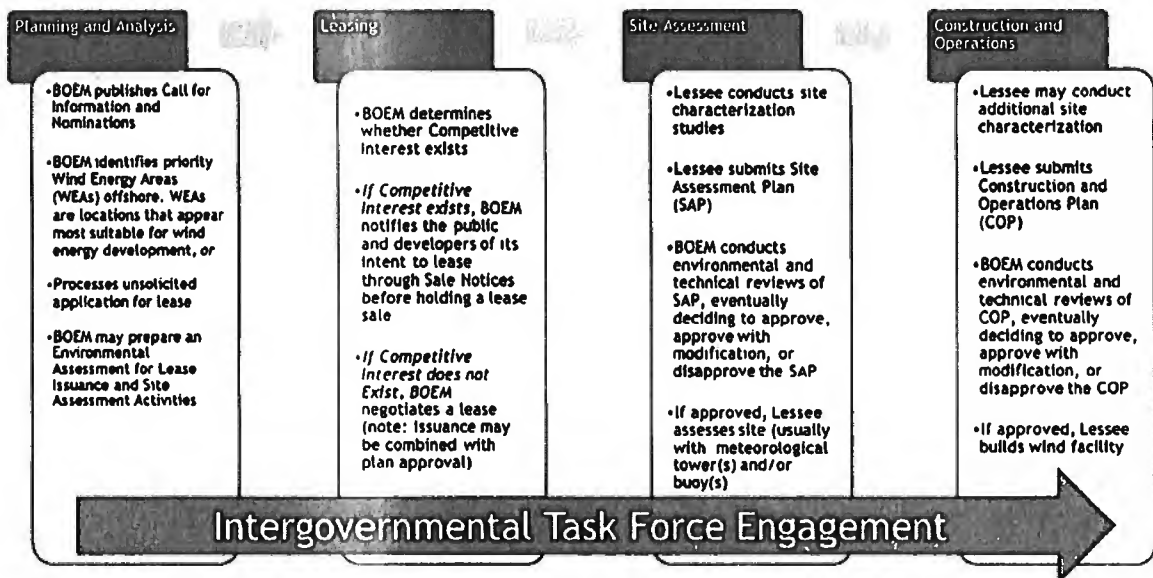 Planning and Analysis
•BOEM publishes Call for
Information and
Nominations
•BOEM identifies priority
Wind Energy Areas
(WEAs) offshore. WEAs
are locations that appear
most suitable for wind
energy development, or
•Processes unsolicited
application for lease
•BOEM may prepare an
Environmental
Assessment for Lease
Issuance and Site
Assessment Activities
Leasing
•BOEM determines
whether Competitive
Interest exists
•If Competitive
Interest exists, BOEM
notifies the public
and developers of its
intent to lease
through Sale Notices
before holding a lease
sale
•If Competitive
Interest does not
Exist, BOEM
negotiates a lease
(note: issuance may
be combined with
plan approval)
Site Assessment
•Lessee conducts site
characterization
studies
•Lessee submits Site
Assessment Plan
(SAP)
•BOEM conducts
environmental and
technical reviews of
SAP, eventually
deciding to approve,
approve with
modification, or
disapprove the SAP
•If approved, Lessee
assesses site (usually
with meteorological
tower(s) and/or
buoy(s)
Construction and
Operations
•Lessee may conduct
additional site
characterization
•Lessee submits
Construction and
Operations Plan
(COP)
•BOEM conducts
environmental and
technical reviews of
COP, eventually
deciding to approve,
approve with
modification, or
disapprove the COP
•If approved, Lessee
builds wind facility
Intergovernmental Task Force Engagement